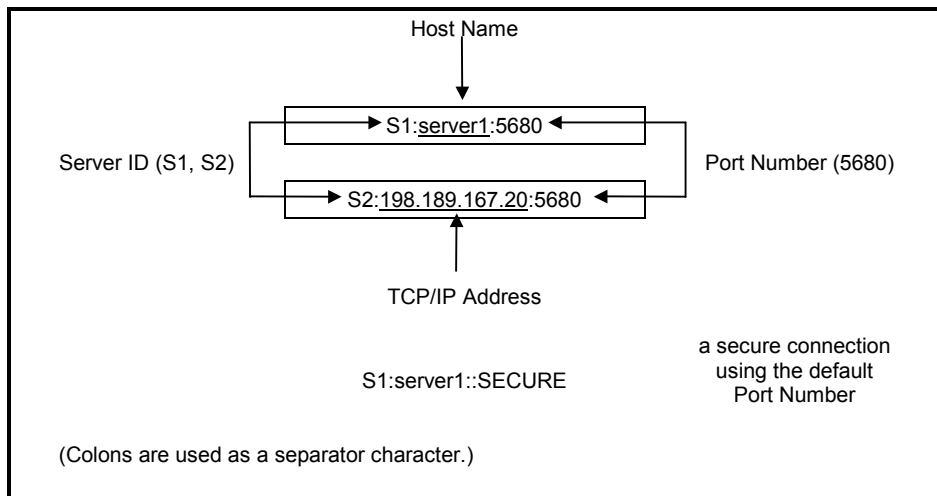 Host Name
S1:server1:5680
Server ID (S1, S2)
Port Number (5680)
S2:198.189.167.20:5680
TCP/IP Address
S1:server1::SECURE
a secure connection
using the default
Port Number
(Colons are used as a separator character.)